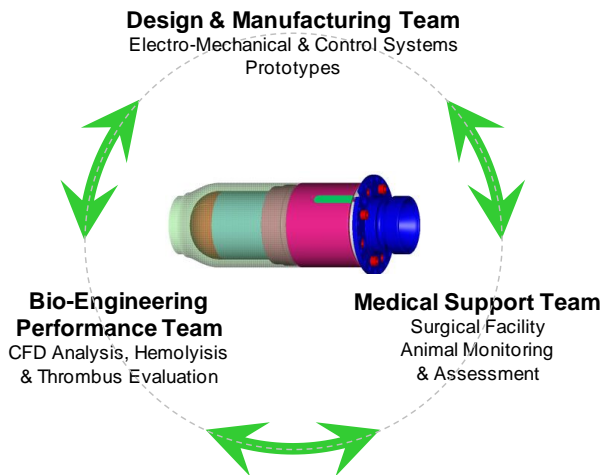 Design & Manufacturing Team
Electro-Mechanical & Control Systems
Prototypes
Bio-Engineering
Performance Team
CFD Analysis, Hemolyisis
& Thrombus Evaluation
Medical Support Team
Surgical Facility
Animal Monitoring
& Assessment